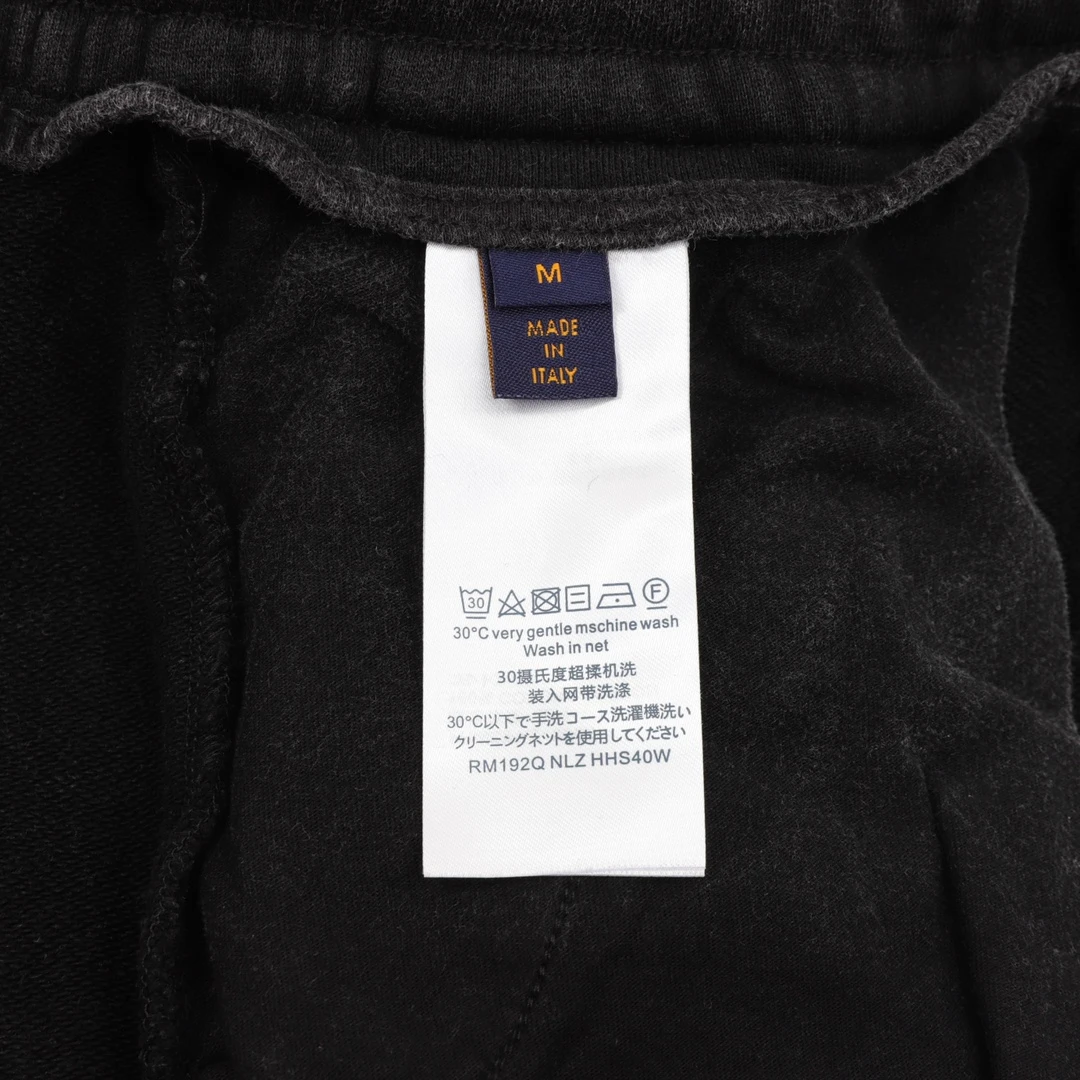 M
MADE
IN
ITALY
30
F
30°C very gentle mschine wash
Wash in net
30摄氏度超揉机洗
装入网带洗涤
30°C以下で手洗コース洗濯機洗い
クリーニングネットを使用してください
RM192Q NLZ HHS40W